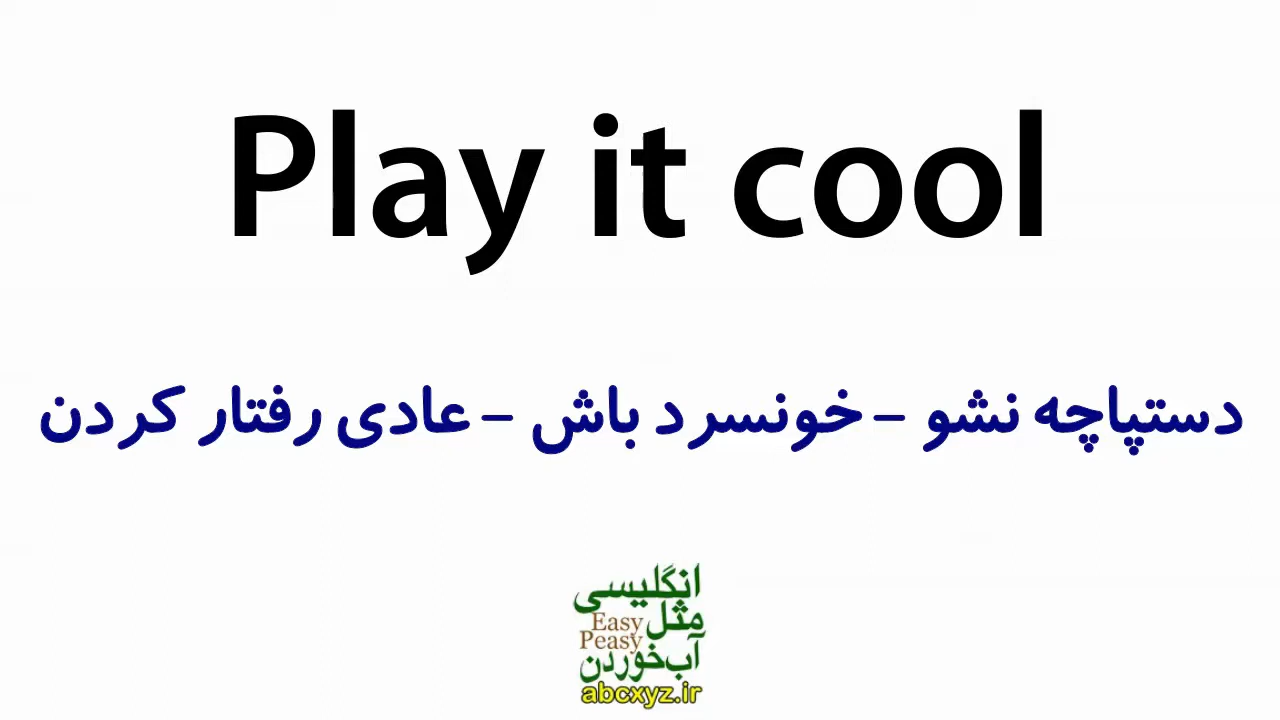 Play it cool
دستپاچه نشو – خونسرد باش – عادی رفتار کردن
انگلیسی
مثل
Easy
Peasy
آب‌خوردن
abcxyz.ir